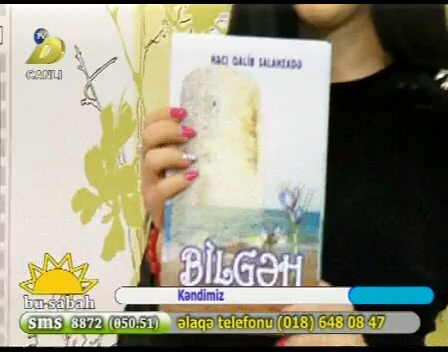 TV
D
CANLI
HACI QALİB SALAHZADƏ
BİLGƏH
bu sabah
Kəndimiz
sms 8872 (050.51) əlaqə telefonu (018) 648 08 47